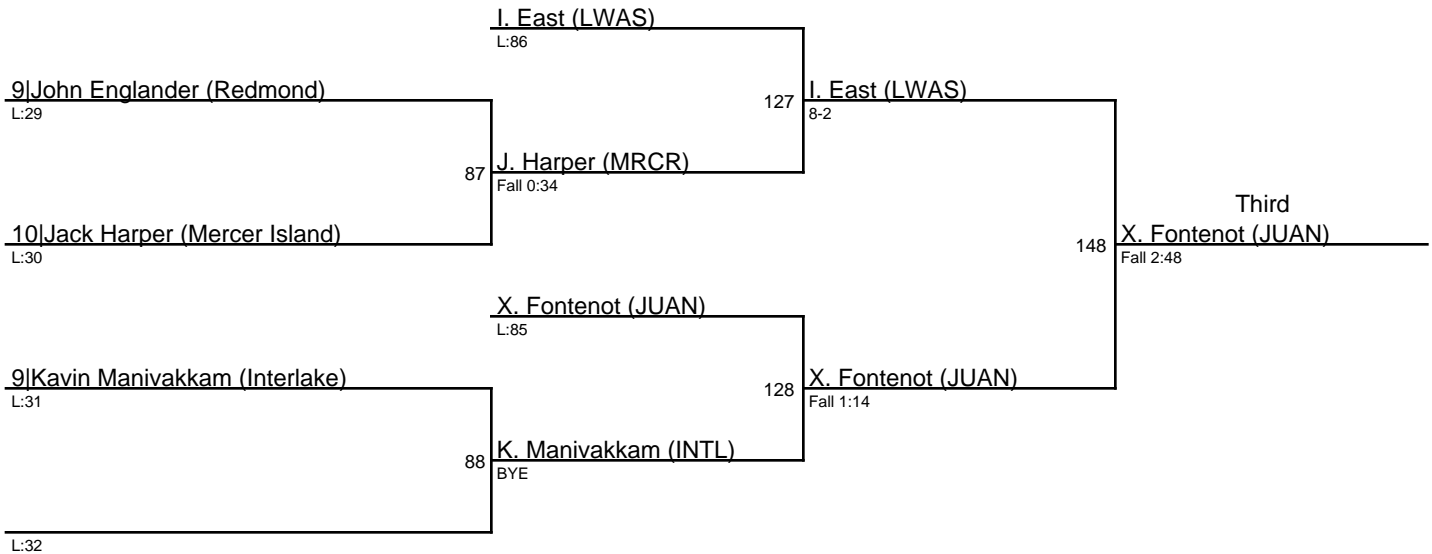 I. East (LWAS)
L:86
9|John Englander (Redmond)
L:29
127
I. East (LWAS)
8-2
87
J. Harper (MRCR)
Fall 0:34
10|Jack Harper (Mercer Island)
L:30
Third
148
X. Fontenot (JUAN)
Fall 2:48
X. Fontenot (JUAN)
L:85
9|Kavin Manivakkam (Interlake)
L:31
128
X. Fontenot (JUAN)
Fall 1:14
88
K. Manivakkam (INTL)
BYE
L:32